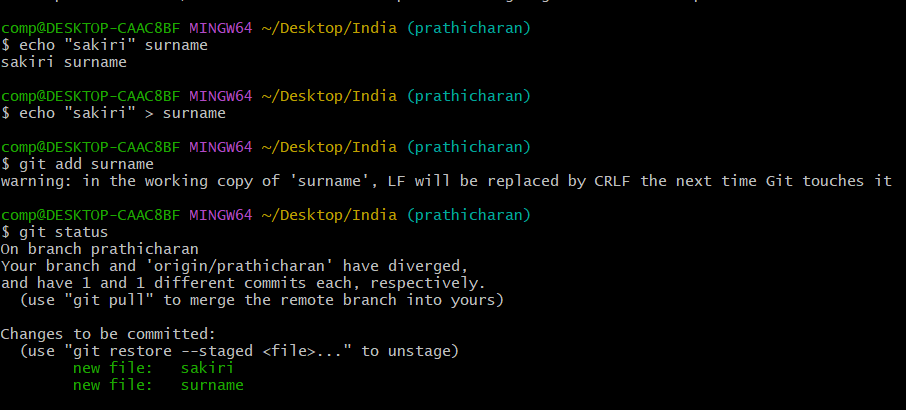 comp@DESKTOP-CAAC8BF MINGW64 ~/Desktop/India (prathicharan)
$ echo "sakiri" surname
sakiri surname
comp@DESKTOP-CAAC8BF MINGW64 ~/Desktop/India (prathicharan)
$ echo "sakiri" > surname
comp@DESKTOP-CAAC8BF MINGW64 ~/Desktop/India (prathicharan)
$ git add surname
warning: in the working copy of 'surname', LF will be replaced by CRLF the next time Git touches it
comp@DESKTOP-CAAC8BF MINGW64 ~/Desktop/India (prathicharan)
$ git status
On branch prathicharan
Your branch and 'origin/prathicharan' have diverged,
and have 1 and 1 different commits each, respectively.
  (use "git pull" to merge the remote branch into yours)
Changes to be committed:
  (use "git restore --staged <file>..." to unstage)
        new file:   sakiri
        new file:   surname